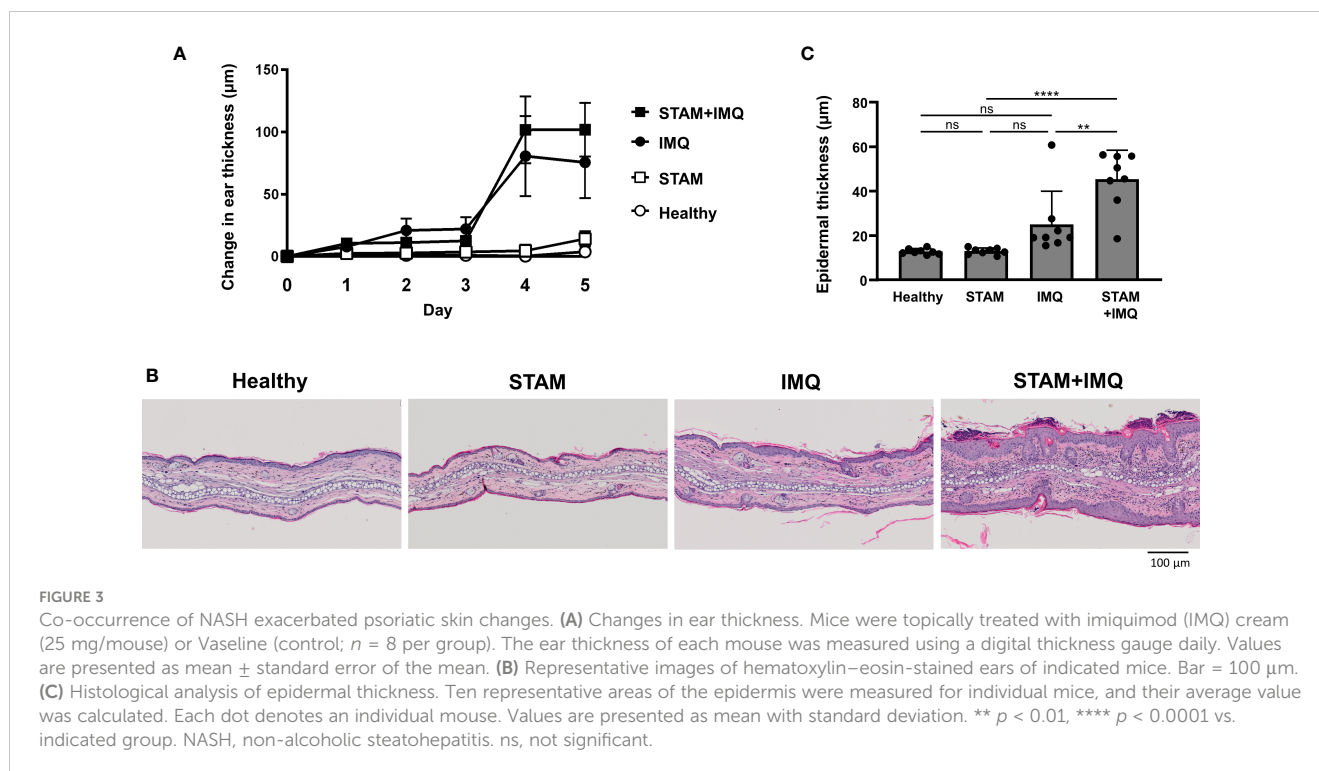 A
Change in ear thickness (µm)
150
100
50
0
0 1 2 3 4 5
Day
STAM+IMQ
IMQ
STAM
Healthy
C
Epidermal thickness (µm)
80
60
40
20
0
****
ns
ns ns **
Healthy STAM IMQ STAM
+IMQ
B
Healthy STAM IMQ STAM+IMQ
100 µm
FIGURE 3
Co-occurrence of NASH exacerbated psoriatic skin changes. (A) Changes in ear thickness. Mice were topically treated with imiquimod (IMQ) cream
(25 mg/mouse) or Vaseline (control; n = 8 per group). The ear thickness of each mouse was measured using a digital thickness gauge daily. Values
are presented as mean ± standard error of the mean. (B) Representative images of hematoxylin–eosin-stained ears of indicated mice. Bar = 100 µm.
(C) Histological analysis of epidermal thickness. Ten representative areas of the epidermis were measured for individual mice, and their average value
was calculated. Each dot denotes an individual mouse. Values are presented as mean with standard deviation. ** p < 0.01, **** p < 0.0001 vs.
indicated group. NASH, non-alcoholic steatohepatitis. ns, not significant.